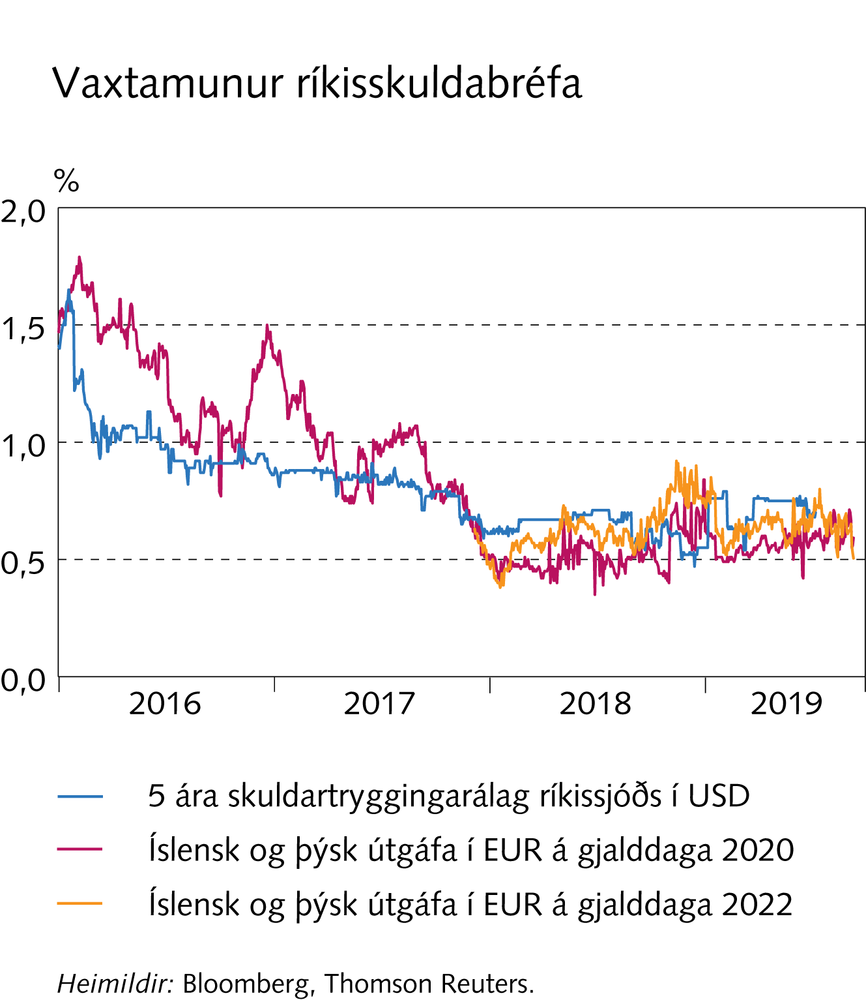 Vaxtamunur ríkisskuldabréfa
%
2,0
1,5
1,0
0,5
0,0
2016 2017 2018 2019
5 ára skuldartryggingarálag ríkissjóðs í USD
Íslensk og þýsk útgáfa í EUR á gjalddaga 2020
Íslensk og þýsk útgáfa í EUR á gjalddaga 2022
Heimildir: Bloomberg, Thomson Reuters.